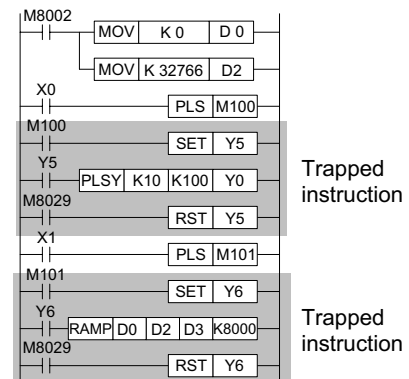 M8002
MOV K 0 D 0
MOV K 32766 D2
X0
PLS M100
M100
SET Y5
Y5
PLSY K10 K100 Y0
M8029
RST Y5
Trapped
instruction
X1
PLS M101
M101
SET Y6
Y6
RAMP D0 D2 D3 K8000
M8029
RST Y6
Trapped
instruction